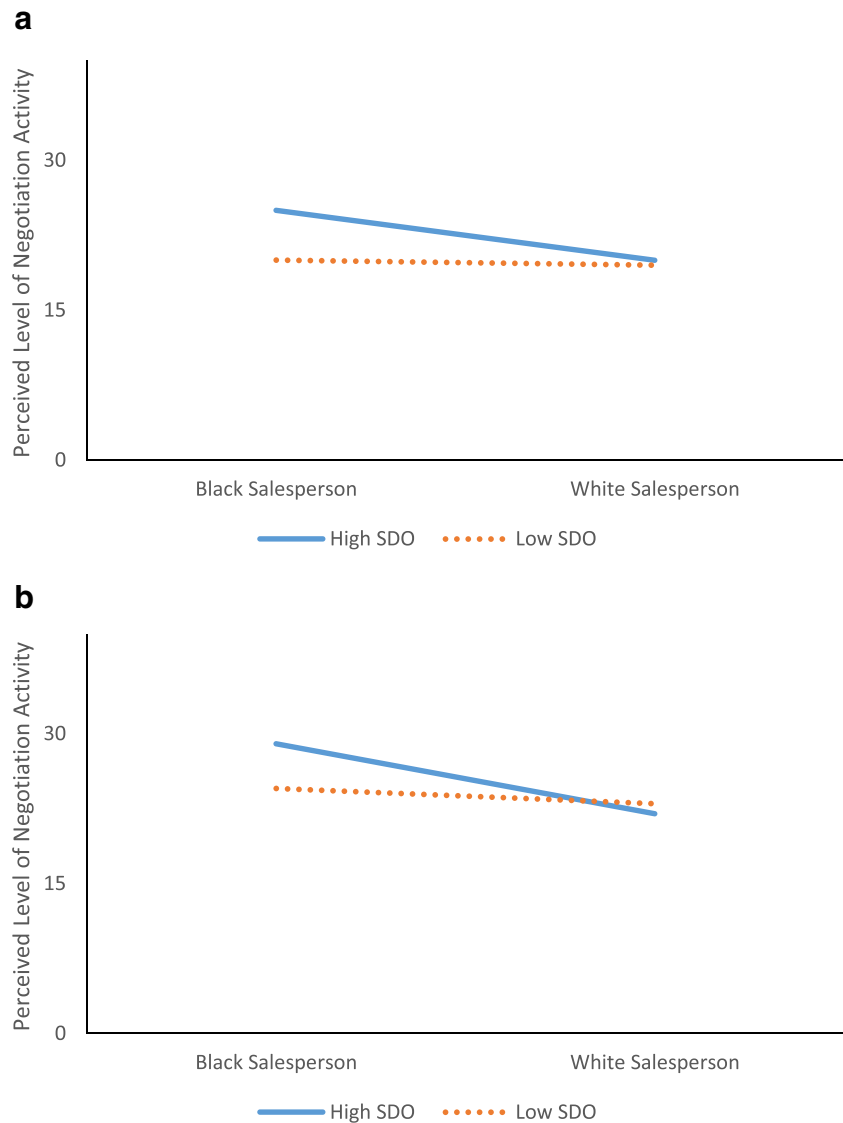 a
Perceived Level of Negotiation Activity
30
15
0
Black Salesperson White Salesperson
High SDO Low SDO
b
Perceived Level of Negotiation Activity
30
15
0
Black Salesperson White Salesperson
High SDO Low SDO